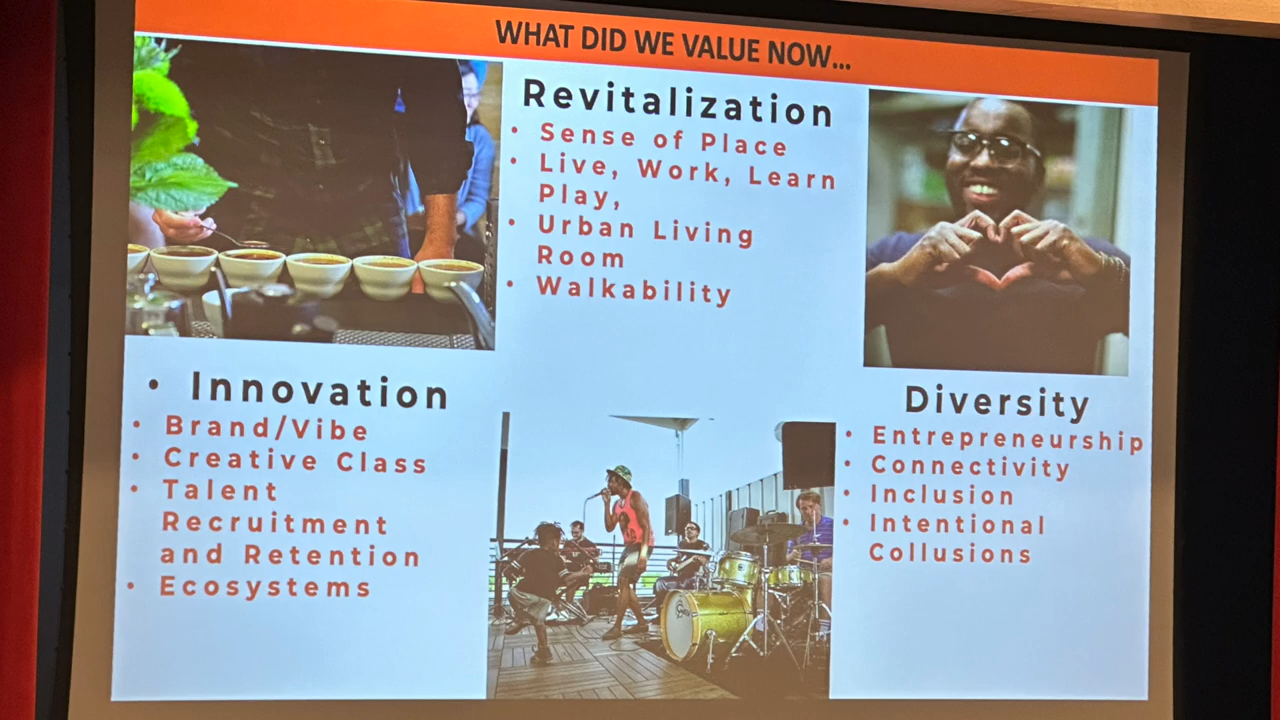 WHAT DID WE VALUE NOW...
Revitalization
• Sense of Place
• Live, Work, Learn
Play,
• Urban Living
Room
• Walkability
• Innovation
• Brand/Vibe
• Creative Class
• Talent
Recruitment
and Retention
• Ecosystems
Diversity
• Entrepreneurship
• Connectivity
• Inclusion
• Intentional
Collusions